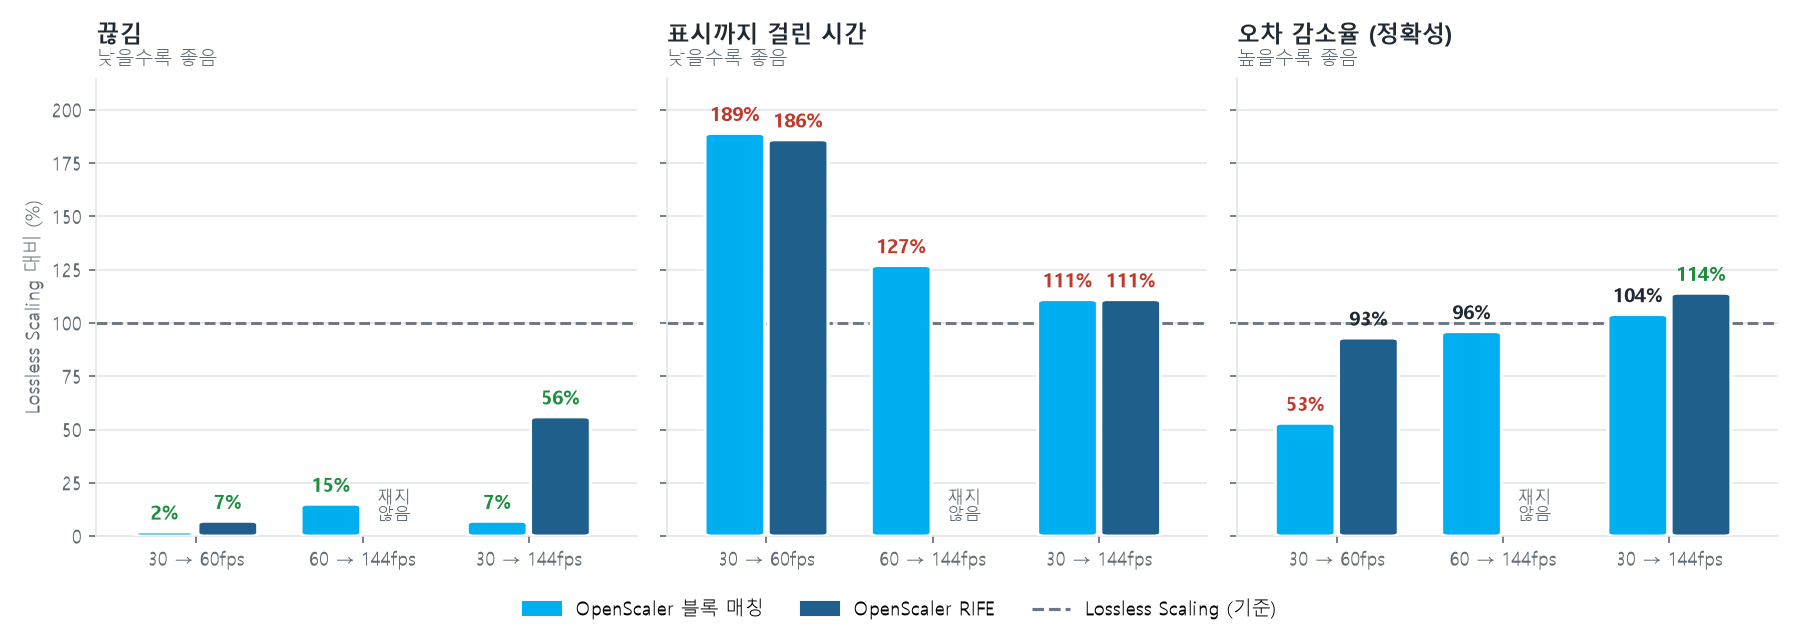 끊김
낮을수록 좋음
표시까지 걸린 시간
낮을수록 좋음
오차 감소율 (정확성)
높을수록 좋음
Lossless Scaling 대비 (%)
200
175
150
125
100
75
50
25
0
2%
7%
15%
재지
않음
7%
56%
30 → 60fps
60 → 144fps
30 → 144fps
189%
186%
127%
재지
않음
111%
111%
30 → 60fps
60 → 144fps
30 → 144fps
53%
93%
96%
재지
않음
104%
114%
30 → 60fps
60 → 144fps
30 → 144fps
OpenScaler 블록 매칭
OpenScaler RIFE
Lossless Scaling (기준)